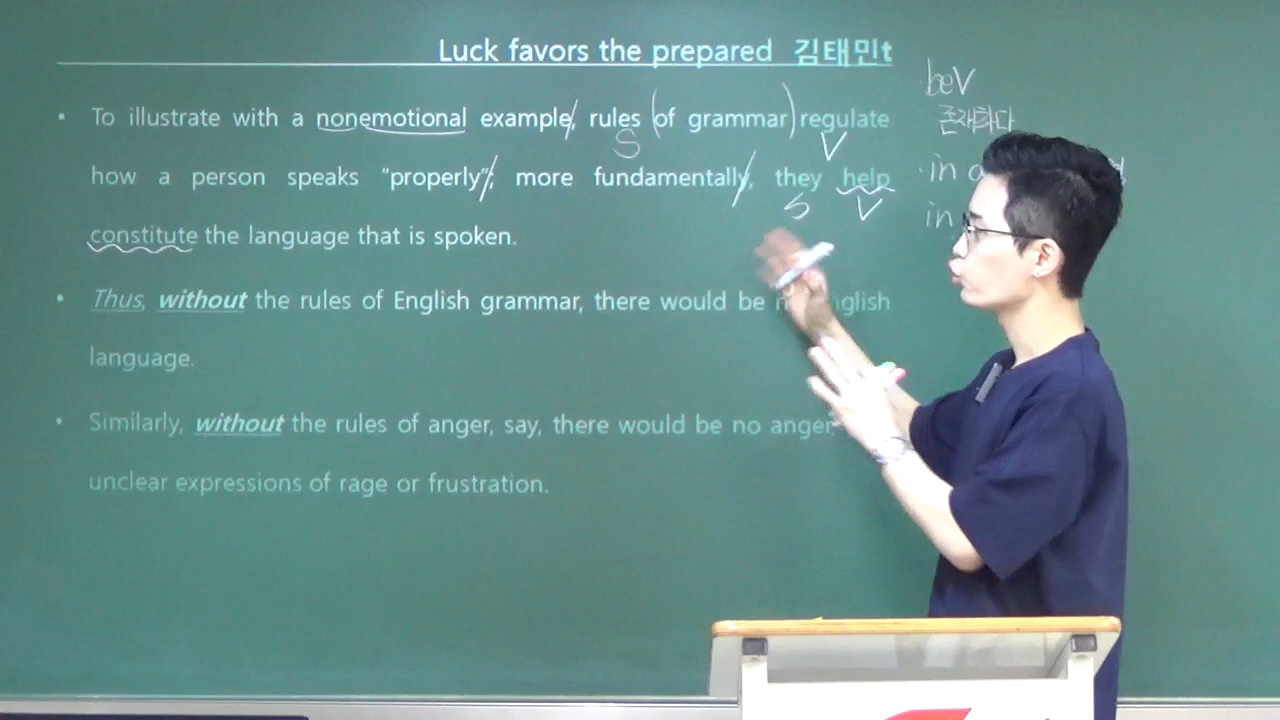 Luck favors the prepared 김태민t
• To illustrate with a nonemotional example, rules (of grammar) regulate
S V
how a person speaks “properly”; more fundamentally, they help
S V
constitute the language that is spoken.
• Thus, without the rules of English grammar, there would be
language.
• Similarly, without the rules of anger, say, there would be no anger,
unclear expressions of rage or frustration.
beV
존재하다
· in
in